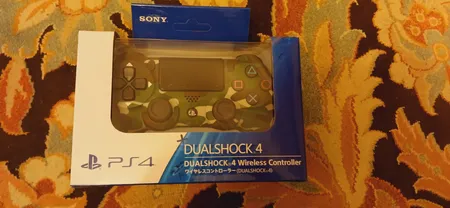 SONY
DUALSHOCK 4
PS4
DUALSHOCK 4 Wireless Controller
ワイヤレスコントローラー (DUALSHOCK 4)